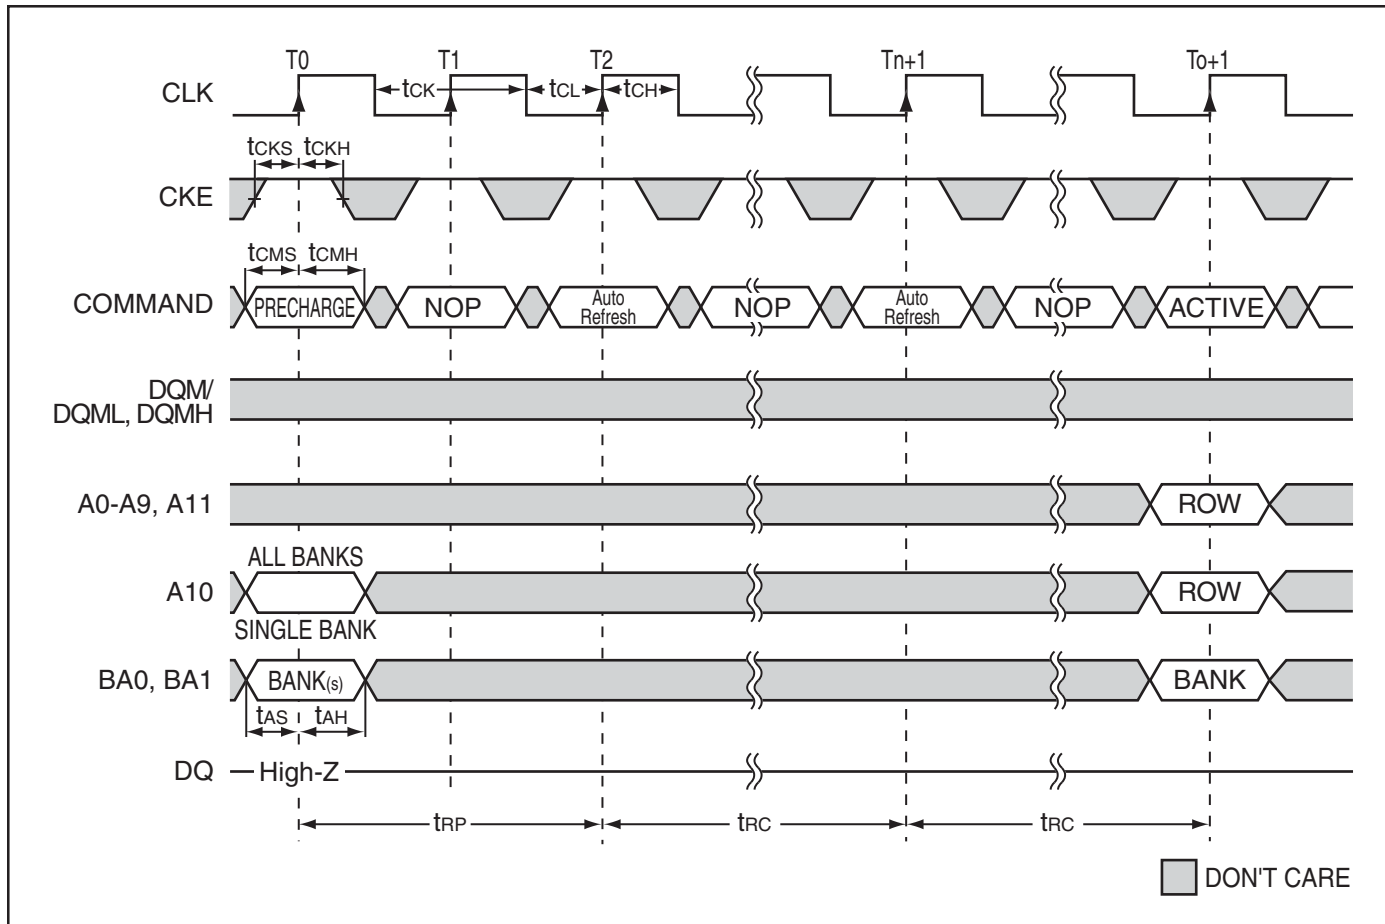 T0 T1 T2 Tn+1 To+1
CLK tCK tCL tCH
tCKS tCKH
CKE
tCMS tCMH
COMMAND PRECHARGE NOP Auto Refresh NOP Auto Refresh NOP ACTIVE
DQM/
DQML, DQMH
A0-A9, A11 ROW
ALL BANKS
A10 ROW
SINGLE BANK
BA0, BA1 BANK(s) BANK
tAS tAH
DQ High-Z
tRP tRC tRC
DON'T CARE